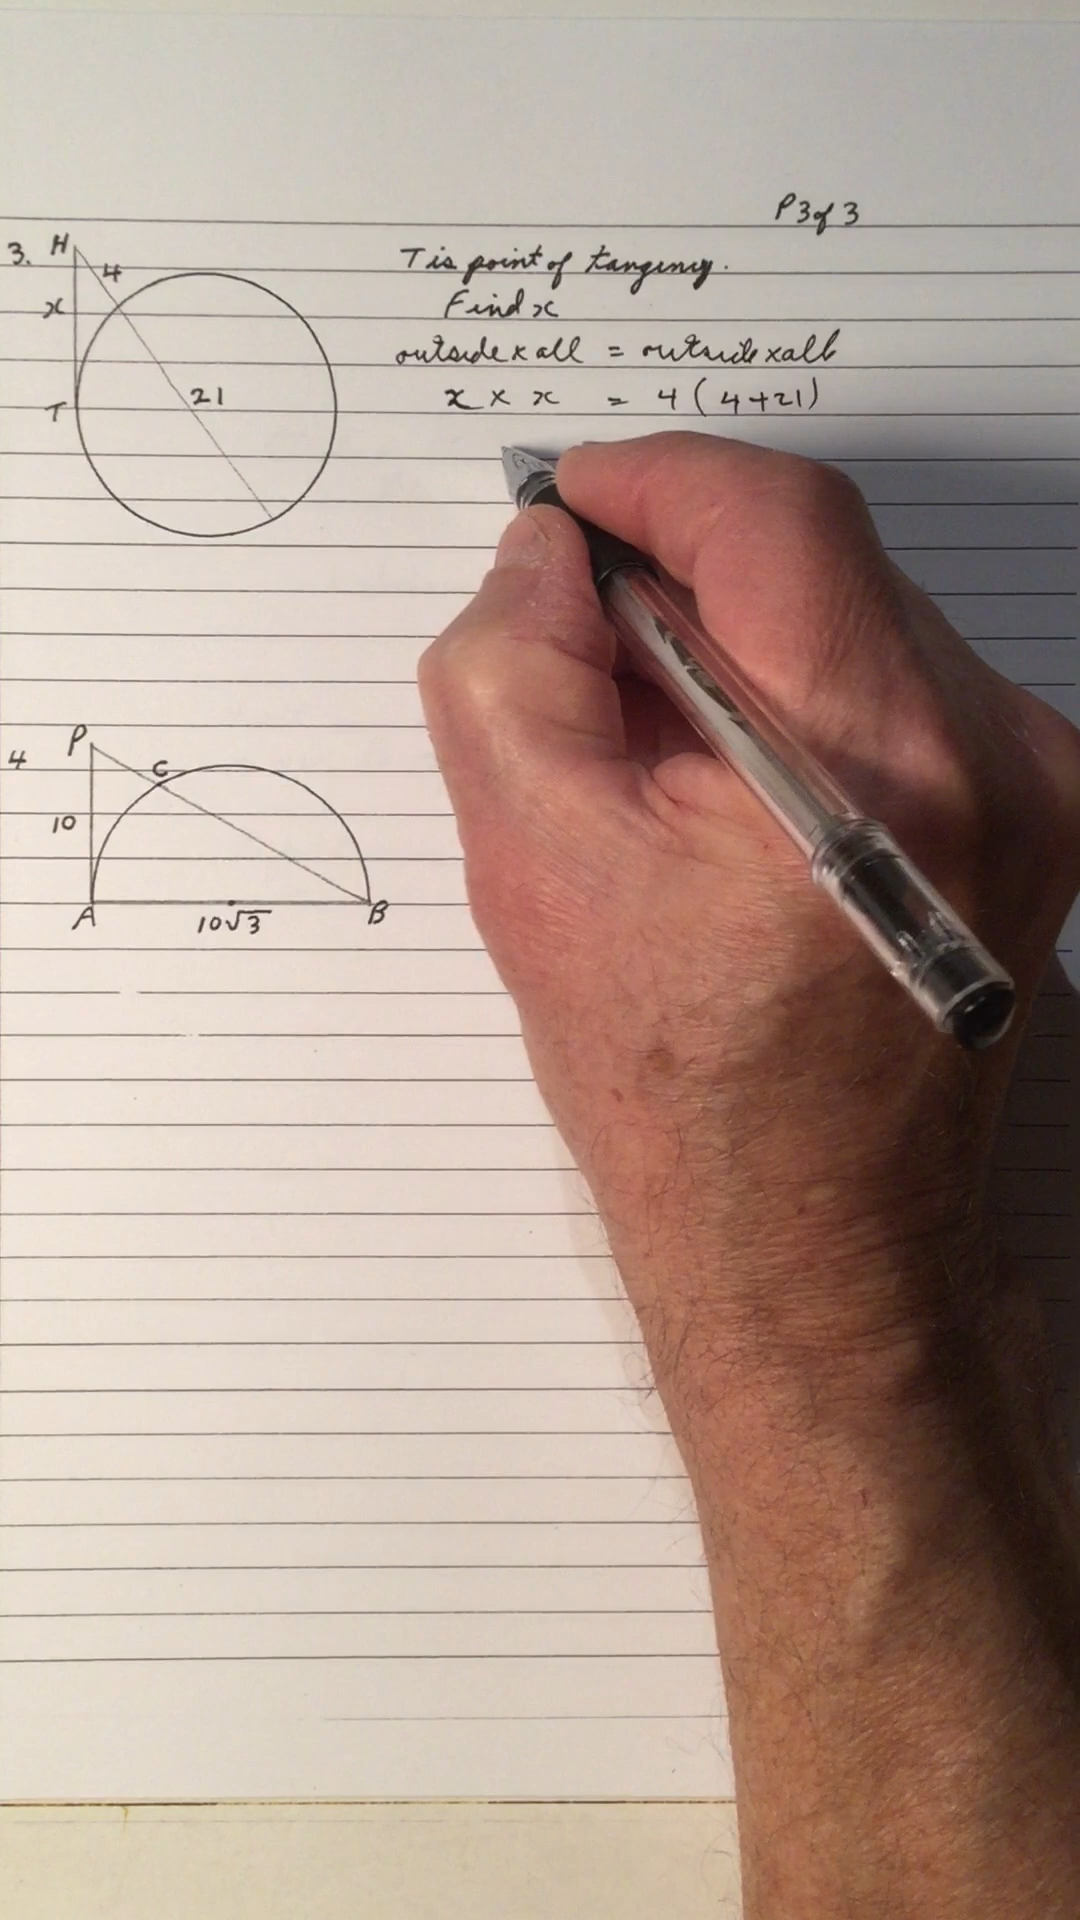 P 3 of 3
3. H
4
x
T
21
T is point of tangency.
Find x
outside x all = outside x all
x × x = 4 ( 4+21)
4 P
C
10
A
10√3
B